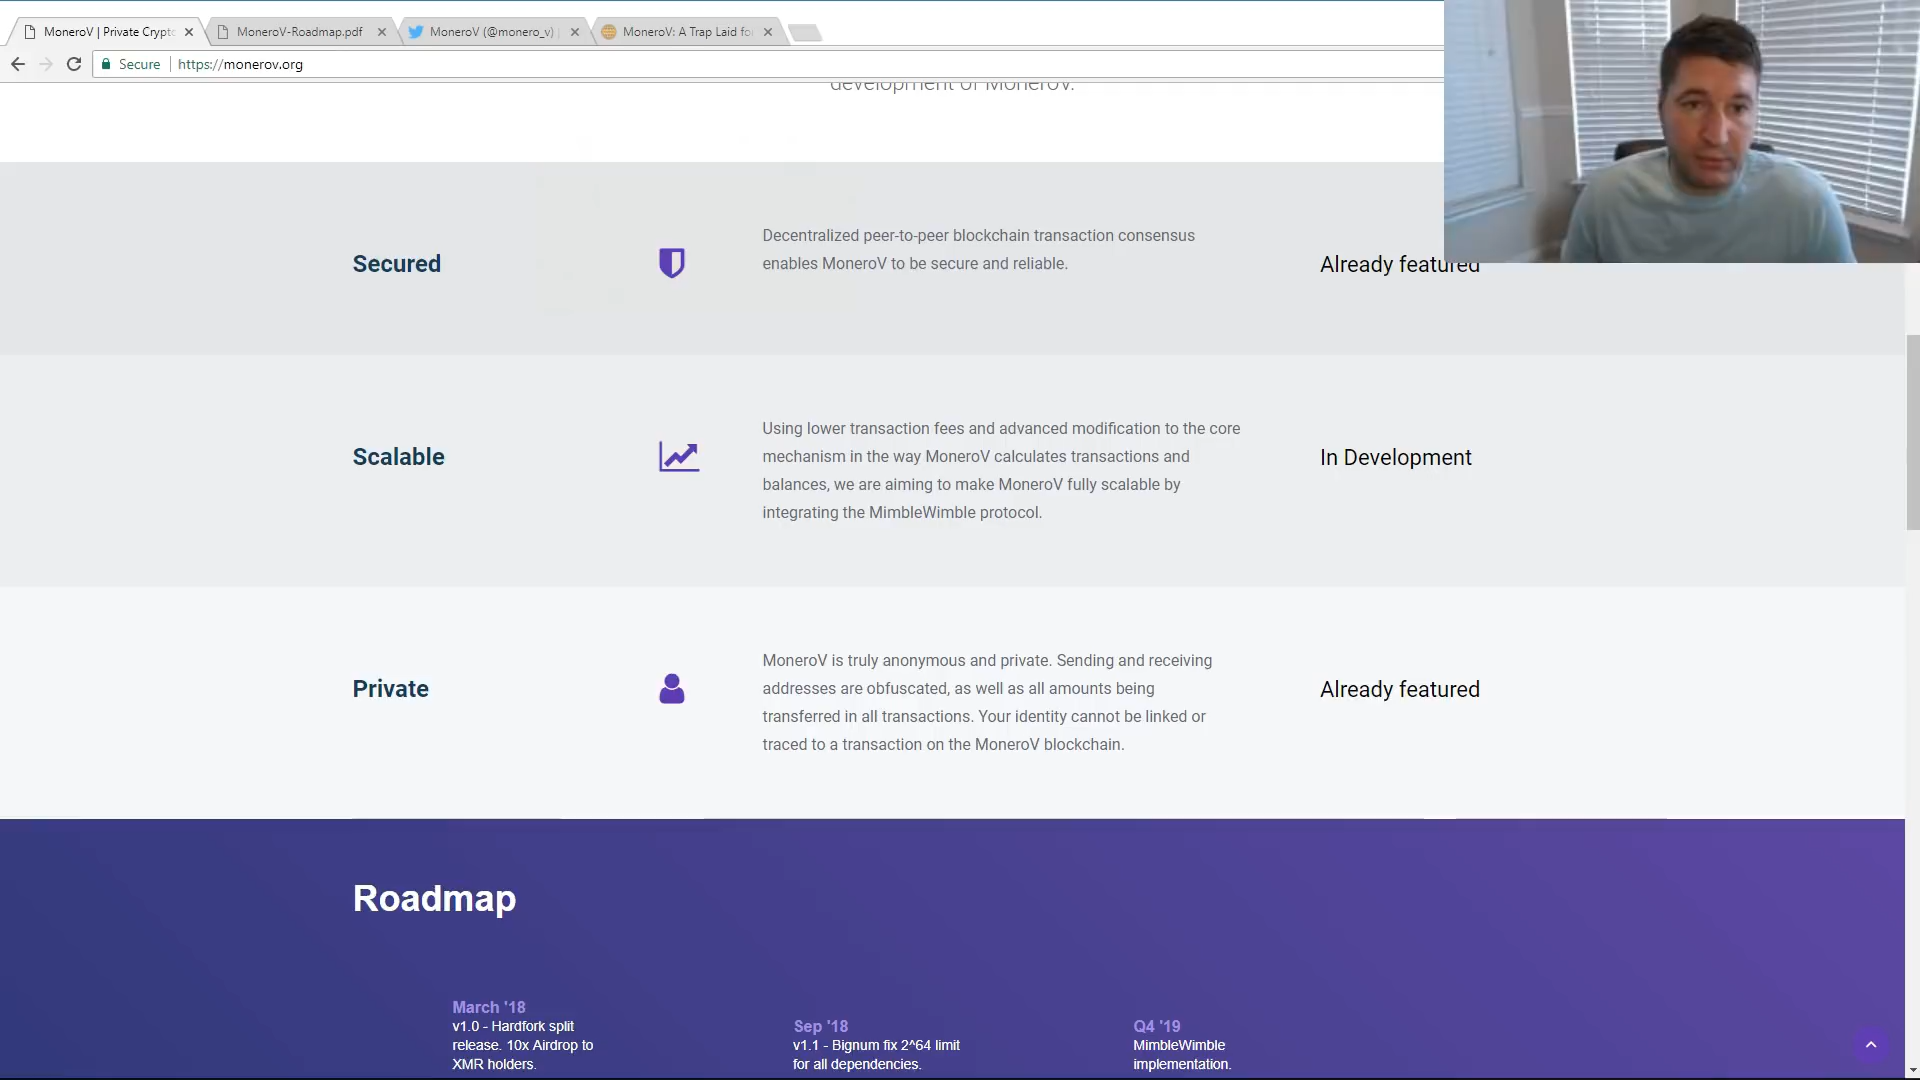 MoneroV | Private Crypto
MoneroV-Roadmap.pdf
MoneroV (@monero_v) |
MoneroV: A Trap Laid fo
Secure
https://monerov.org
development of MoneroV.
Secured
Decentralized peer-to-peer blockchain transaction consensus
enables MoneroV to be secure and reliable.
Already featured
Scalable
Using lower transaction fees and advanced modification to the core
mechanism in the way MoneroV calculates transactions and
balances, we are aiming to make MoneroV fully scalable by
integrating the MimbleWimble protocol.
In Development
Private
MoneroV is truly anonymous and private. Sending and receiving
addresses are obfuscated, as well as all amounts being
transferred in all transactions. Your identity cannot be linked or
traced to a transaction on the MoneroV blockchain.
Already featured
Roadmap
March '18
v1.0 - Hardfork split
release. 10x Airdrop to
XMR holders.
Sep '18
v1.1 - Bignum fix 2^64 limit
for all dependencies.
Q4 '19
MimbleWimble
implementation.